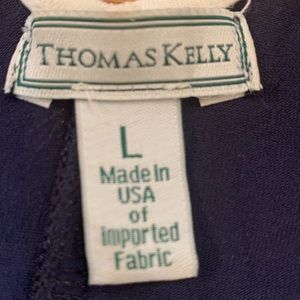 THOMAS KELLY
L
Made In
USA
of
imported
Fabric